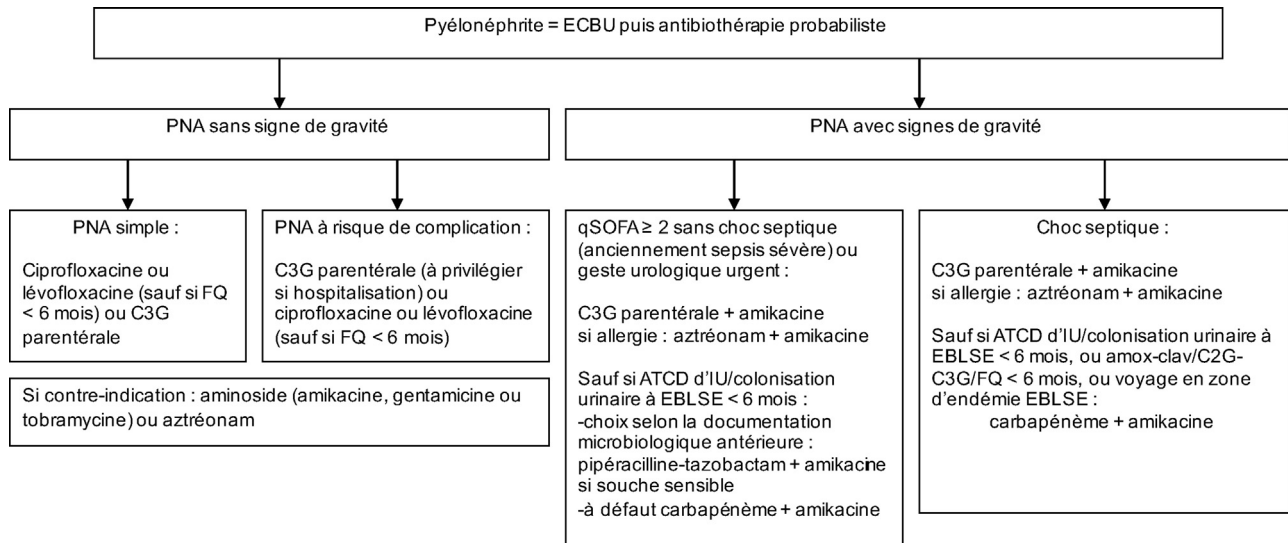 Pyélonéphrite = ECBU puis antibiothérapie probabiliste
PNA sans signe de gravité
PNA avec signes de gravité
PNA simple :
Ciprofloxacine ou
lévofloxacine (sauf si FQ
< 6 mois) ou C3G
parentérale
PNA à risque de complication :
C3G parentérale (à privilégier
si hospitalisation) ou
ciprofloxacine ou lévofloxacine
(sauf si FQ < 6 mois)
Si contre-indication : aminoside (amikacine, gentamicine ou
tobramycine) ou aztréonam
qSOFA ≥ 2 sans choc septique
(anciennement sepsis sévère) ou
geste urologique urgent :
C3G parentérale + amikacine
si allergie : aztréonam + amikacine
Sauf si ATCD d'IU/colonisation
urinaire à EBLSE < 6 mois :
-choix selon la documentation
microbiologique antérieure :
pipéracilline-tazobactam + amikacine
si souche sensible
-à défaut carbapénème + amikacine
Choc septique :
C3G parentérale + amikacine
si allergie : aztréonam + amikacine
Sauf si ATCD d'IU/colonisation urinaire à
EBLSE < 6 mois, ou amox-clav/C2G-
C3G/FQ < 6 mois, ou voyage en zone
d'endémie EBLSE :
carbapénème + amikacine